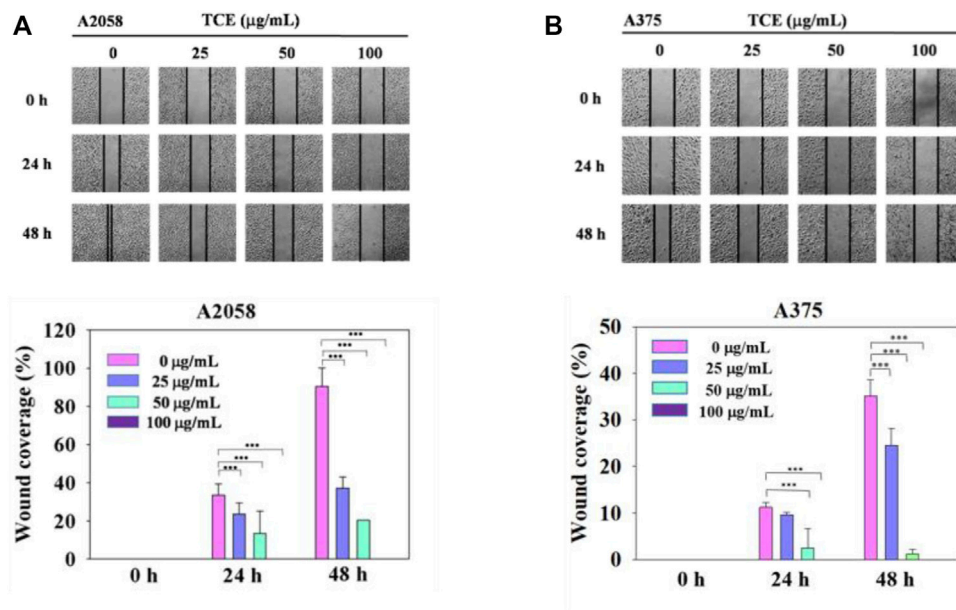 A
A2058
TCE (μg/mL)
0 25 50 100
0 h
24 h
48 h
A2058
Wound coverage (%)
120
100
80
60
40
20
0
0 μg/mL
25 μg/mL
50 μg/mL
100 μg/mL
*** *** ***
*** *** ***
0 h 24 h 48 h
B
A375
TCE (μg/mL)
0 25 50 100
0 h
24 h
48 h
A375
Wound coverage (%)
50
40
30
20
10
0
0 μg/mL
25 μg/mL
50 μg/mL
100 μg/mL
*** ***
*** *** ***
0 h 24 h 48 h